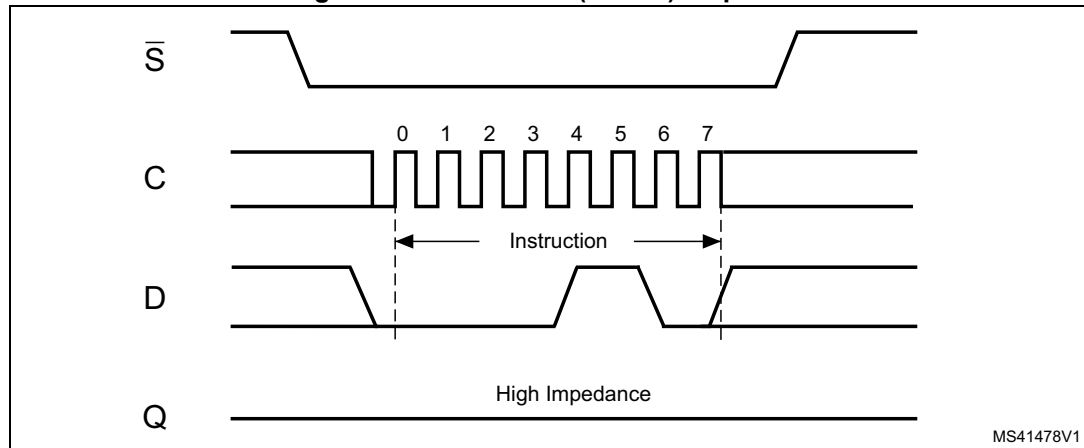 S̅
0 1 2 3 4 5 6 7
C
Instruction
D
High Impedance
Q
MS41478V1